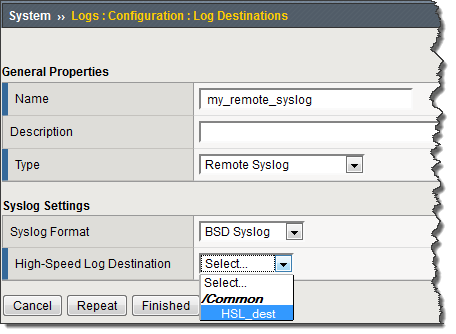 System ›› Logs : Configuration : Log Destinations
General Properties
Name my_remote_syslog
Description
Type Remote Syslog
Syslog Settings
Syslog Format BSD Syslog
High-Speed Log Destination Select...
Select...
/Common
HSL_dest
Cancel Repeat Finished